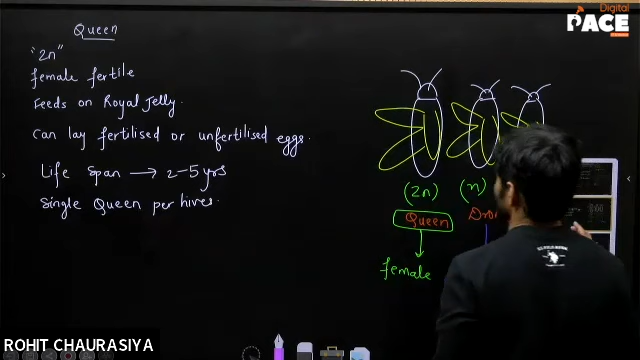 Queen
"2n"
female fertile
Feeds on Royal Jelly.
Can lay fertilised or unfertilised eggs.
Life Span → 2-5 yrs
Single Queen per hives.
(2n)
(n)
Queen
female
Digital
PACE
ROHIT CHAURASIYA